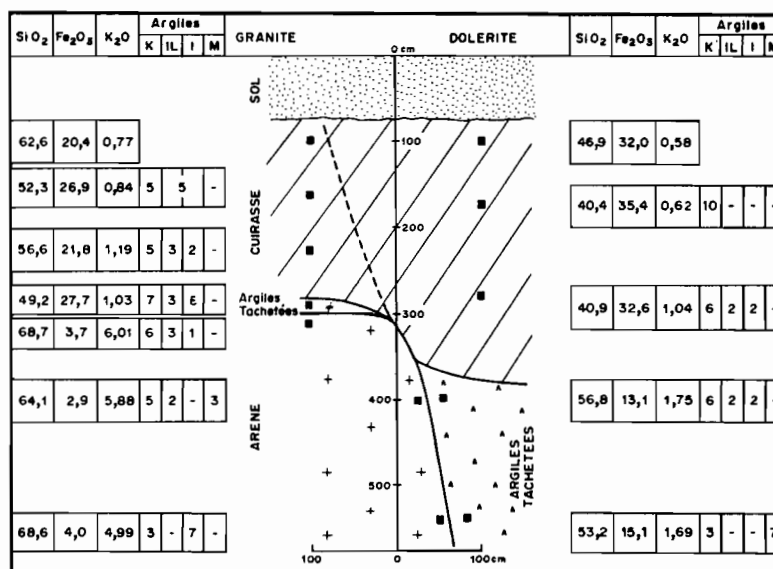 Argiles Argiles
SiO2 Fe2O3 K2O K IL I M GRANITE 0 cm DOLERITE SiO2 Fe2O3 K2O K IL I M
SOL
62,6 20,4 0,77 -100 46,9 32,0 0,58
52,3 26,9 0,84 5 5 - 40,4 35,4 0,62 10 - - -
CUIRASSE
-200
56,6 21,8 1,19 5 3 2 -
49,2 27,7 1,03 7 3 - Argiles 40,9 32,6 1,04 6 2 2 -
Tachetées -300
68,7 3,7 6,01 6 3 1 -
64,1 2,9 5,88 5 2 - 3 -400 56,8 13,1 1,75 6 2 2 -
ARENE
ARGILES
TACHETÉES
-500
68,6 4,0 4,99 3 - 7 - 53,2 15,1 1,69 3 - - 7
100 0 100cm